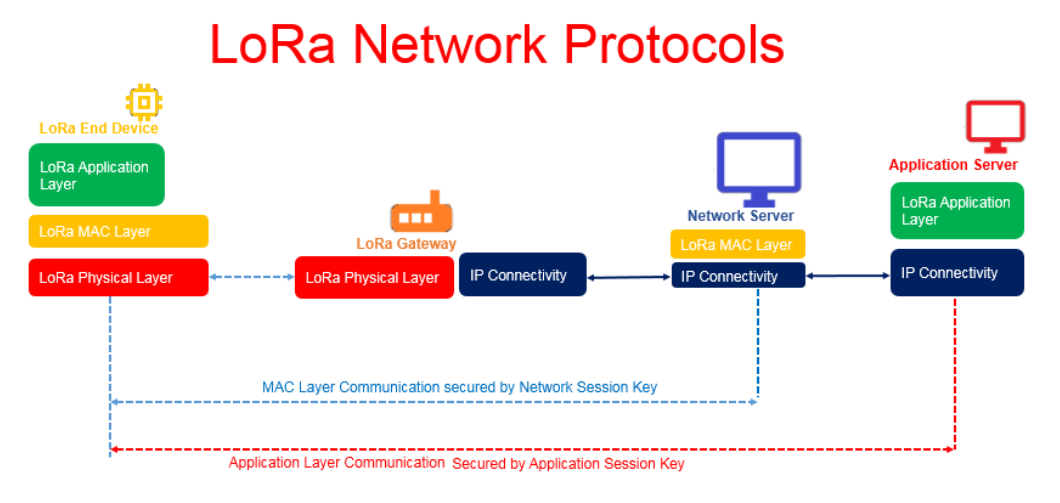 LoRa Network Protocols
LoRa End Device
LoRa Application
Layer
LoRa MAC Layer
LoRa Physical Layer
LoRa Gateway
LoRa Physical Layer
IP Connectivity
Network Server
LoRa MAC Layer
IP Connectivity
Application Server
LoRa Application
Layer
IP Connectivity
MAC Layer Communication secured by Network Session Key
Application Layer Communication Secured by Application Session Key